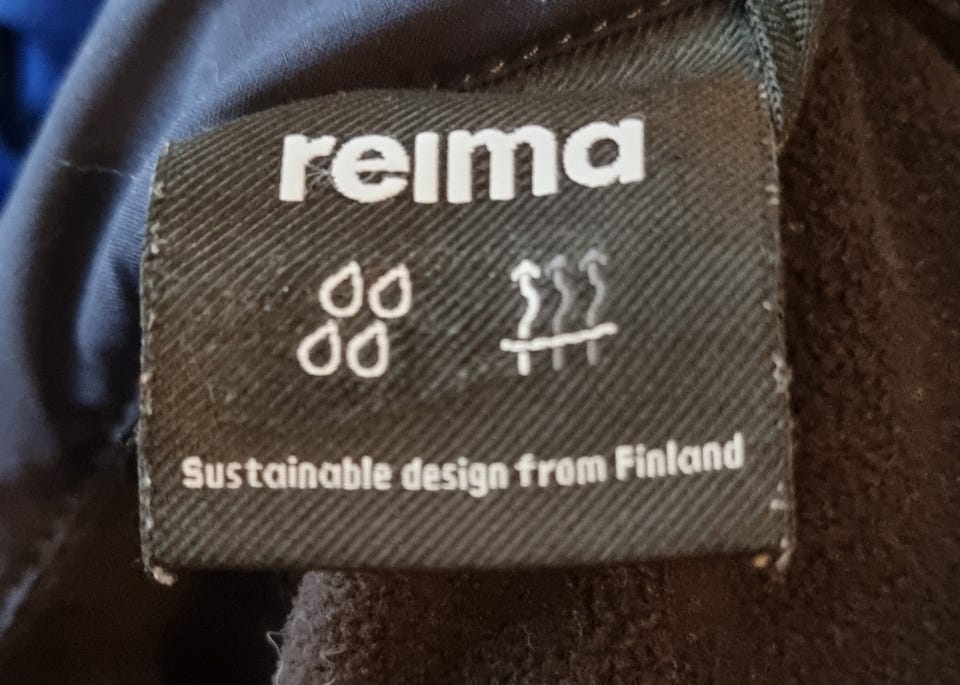 reima
Sustainable design from Finland